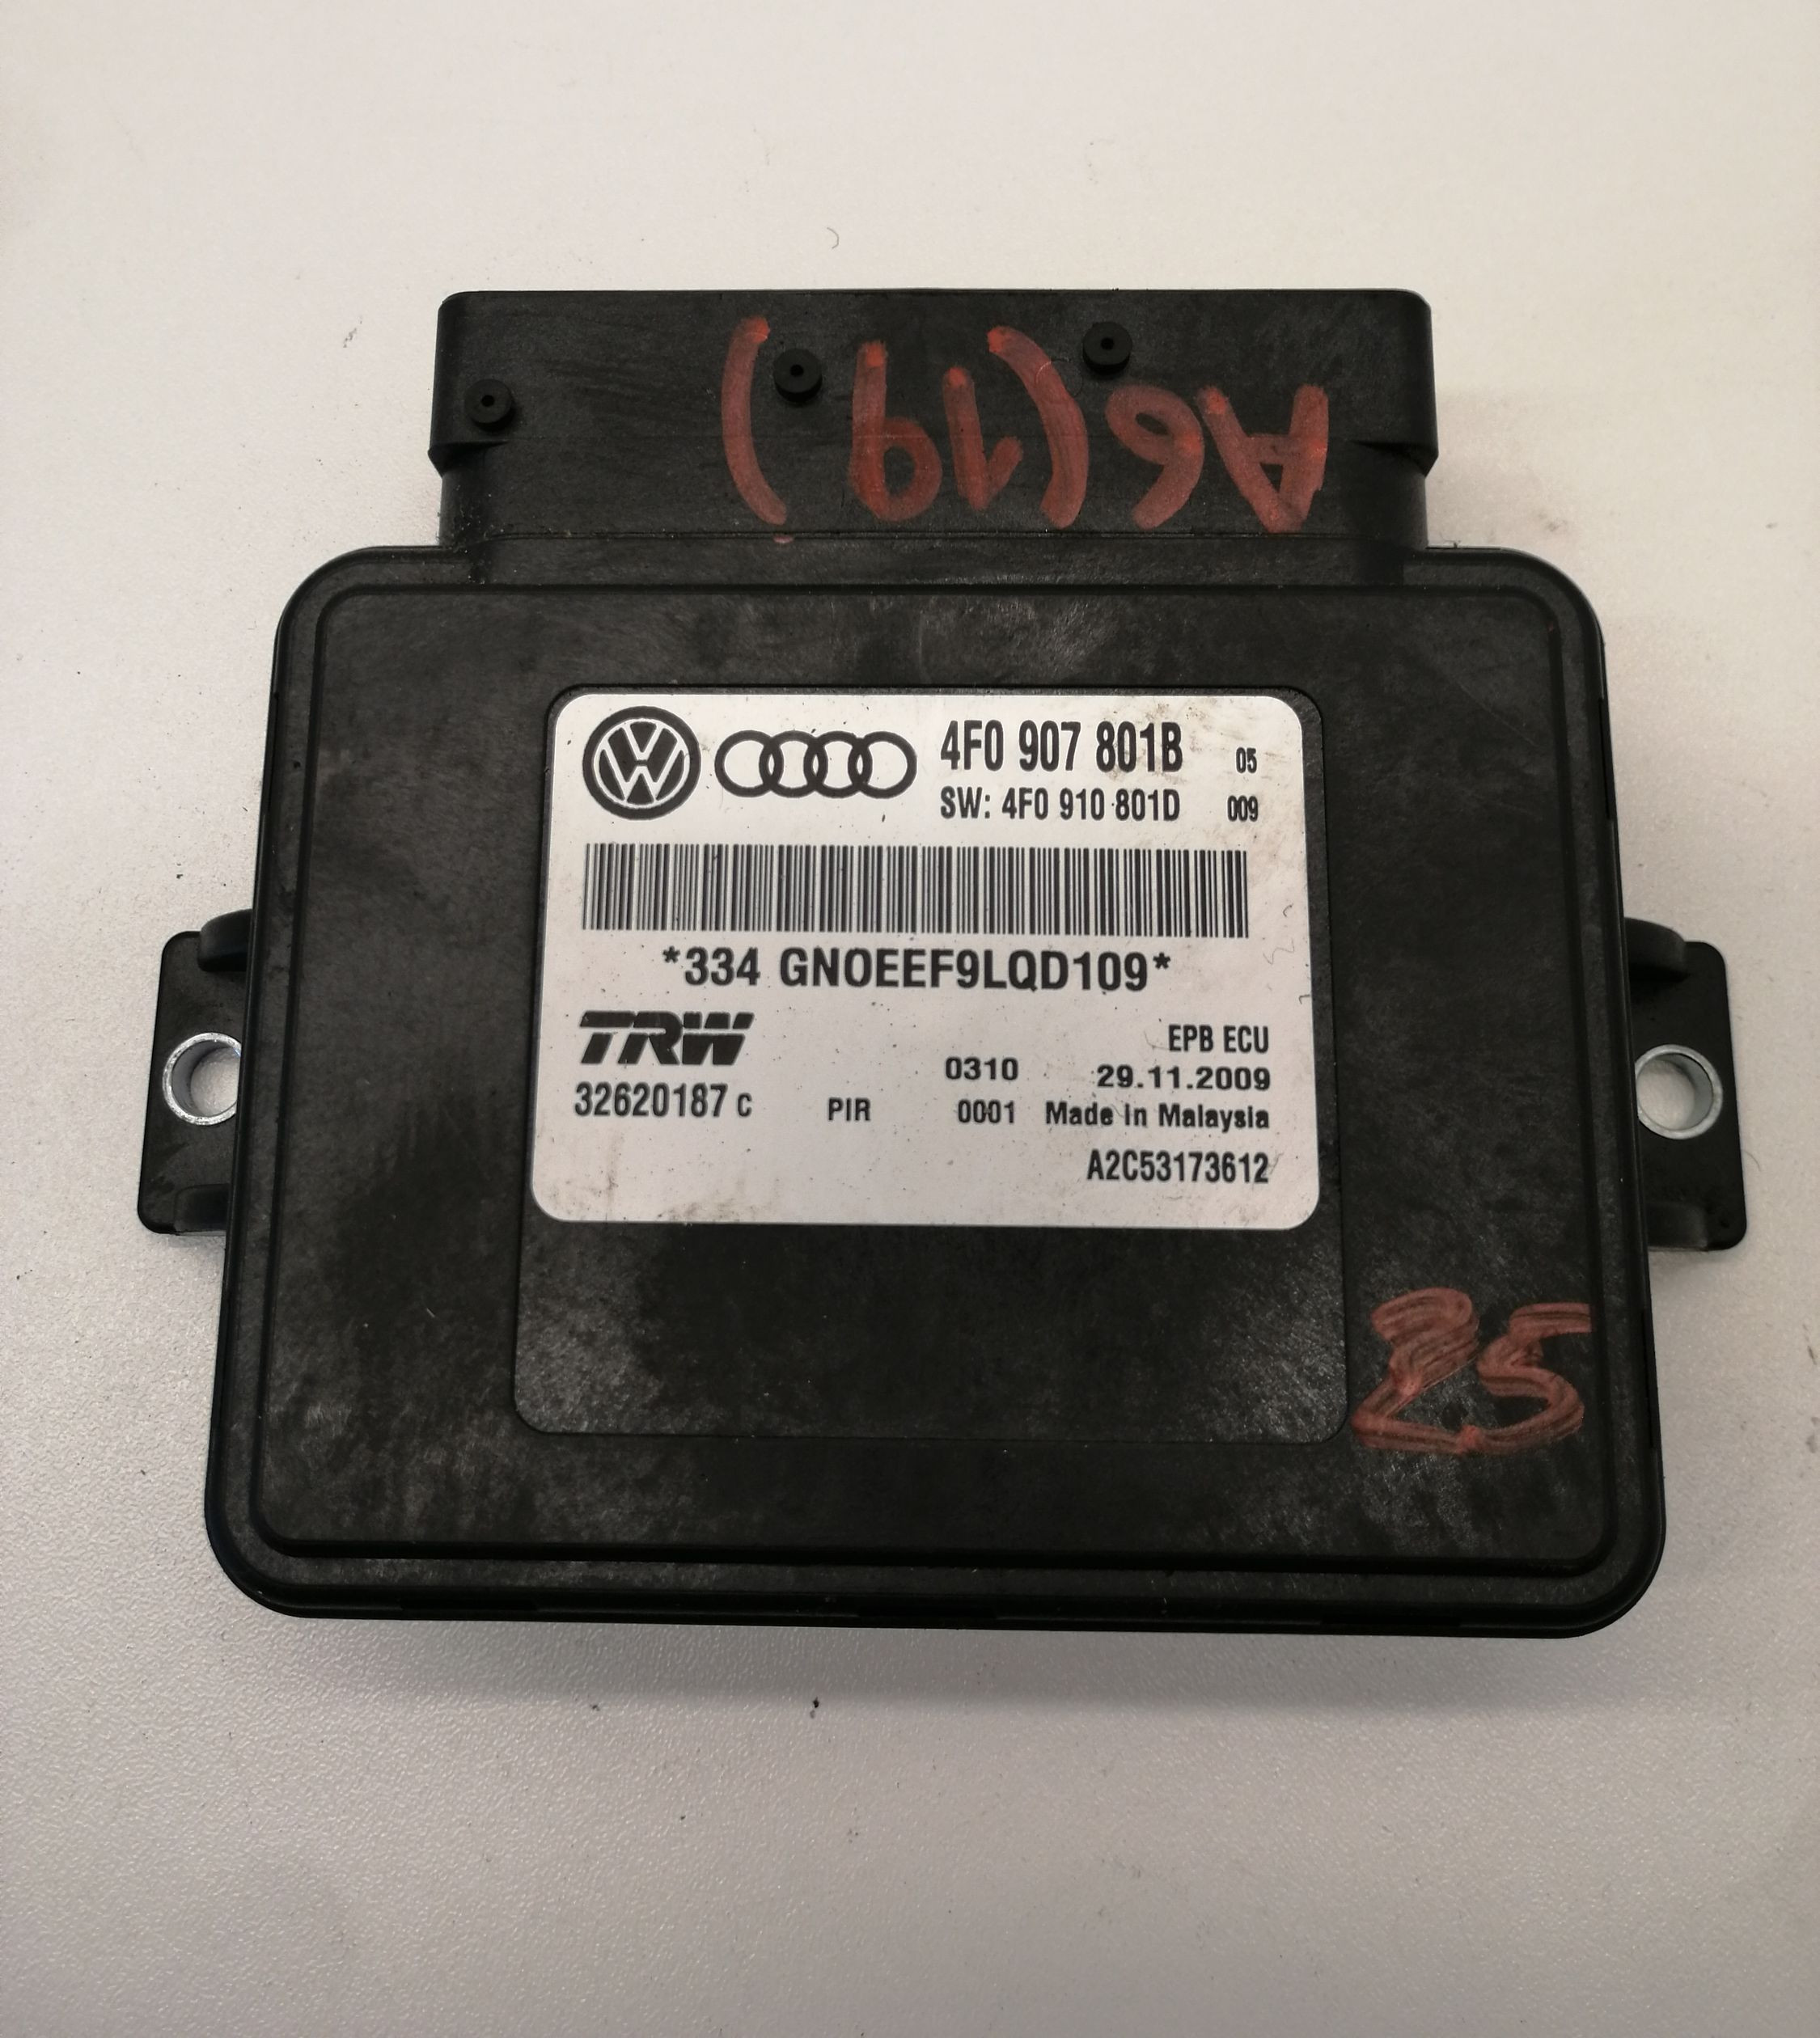 A6(19)
4F0 907 801B 05
SW: 4F0 910 801D 009
*334 GNOEEF9LQD109*
TRW
EPB ECU
0310 29.11.2009
32620187 C PIR 0001 Made In Malaysia
A2C53173612
25